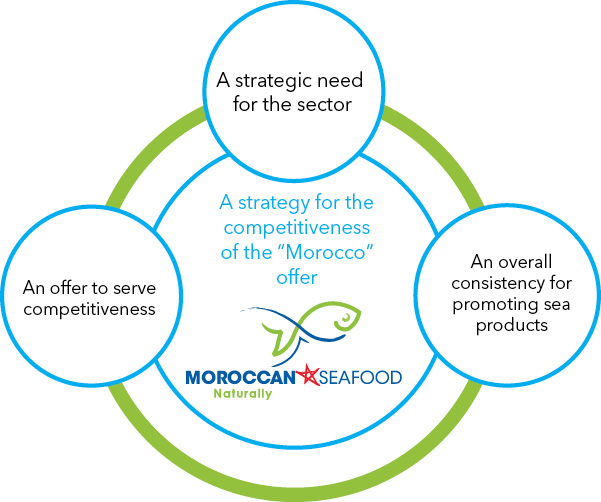 A strategic need
for the sector
A strategy for the
competitiveness
of the “Morocco”
offer
An offer to serve
competitiveness
An overall
consistency for
promoting sea
products
MOROCCAN SEAFOOD
Naturally